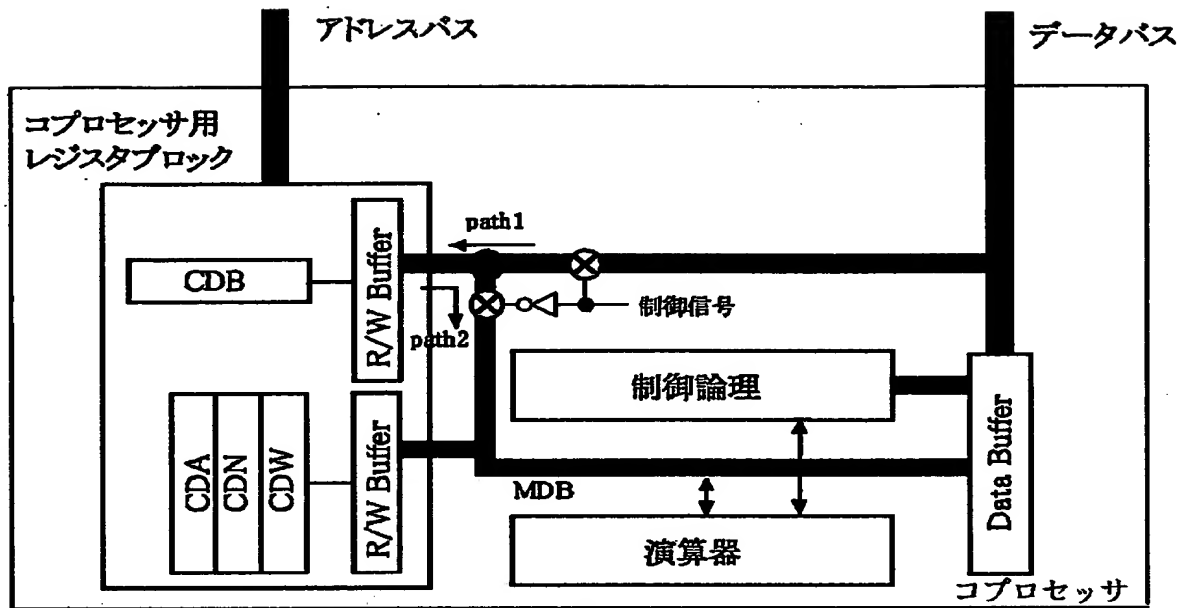 アドレスバス
データバス
コプロセッサ用
レジスタブロック
path1
CDB
R/W Buffer
制御信号
path2
制御論理
CDA
CDN
CDW
R/W Buffer
MDB
Data Buffer
演算器
コプロセッサ